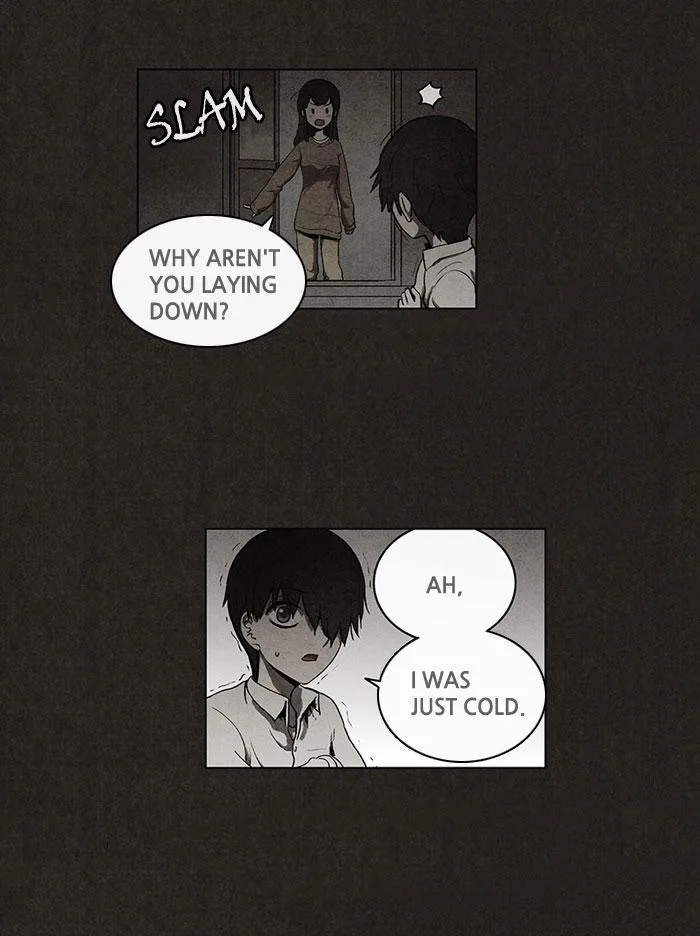 SLAM
WHY AREN'T
YOU LAYING
DOWN?
AH,
I WAS
JUST COLD.